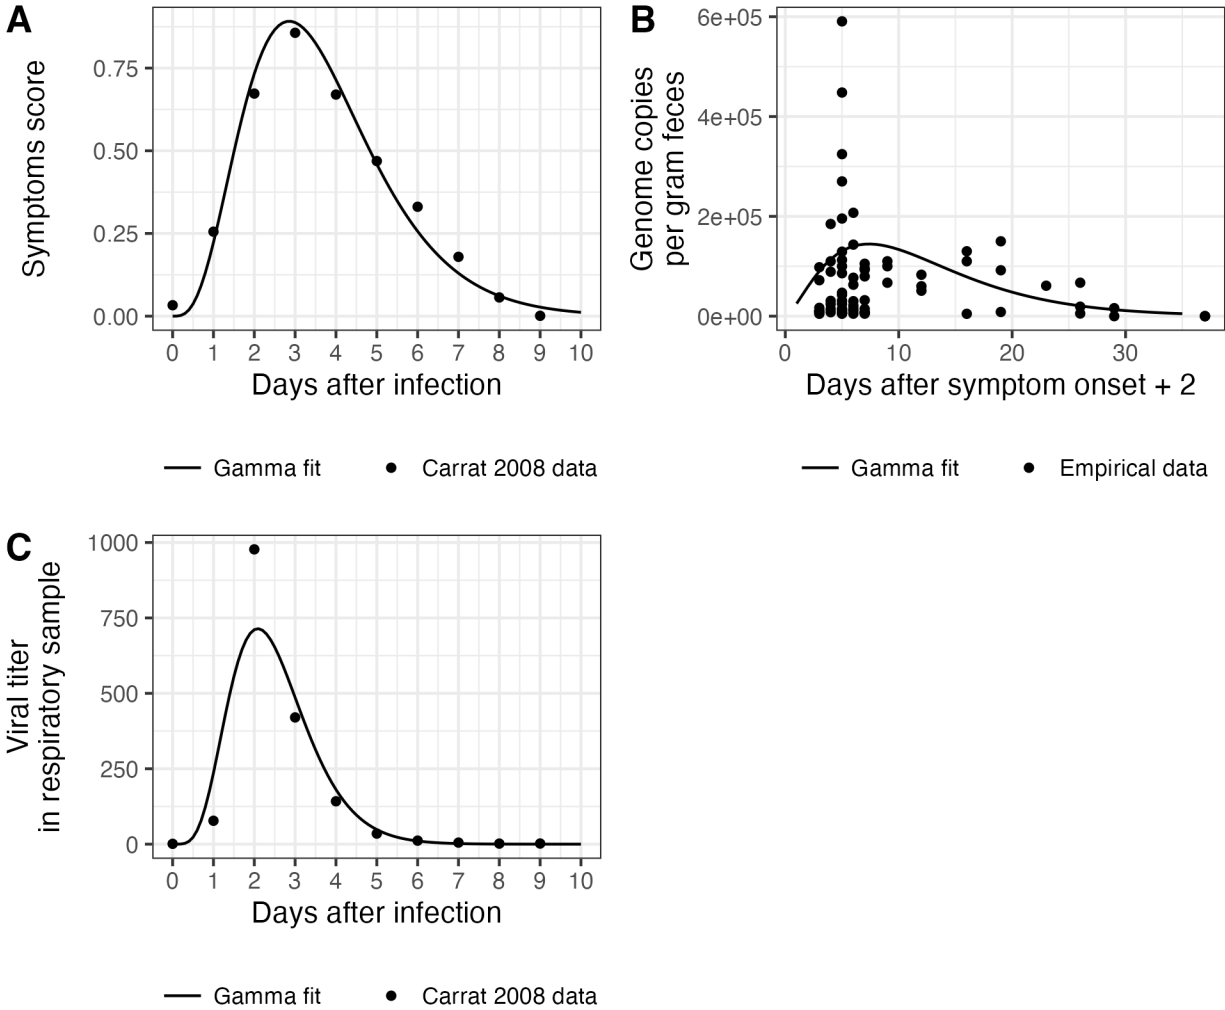 A
Symptoms score
0.75
0.50
0.25
0.00
0 1 2 3 4 5 6 7 8 9 10
Days after infection
Gamma fit Carrat 2008 data
B
Genome copies
per gram feces
6e+05
4e+05
2e+05
0e+00
0 10 20 30
Days after symptom onset + 2
Gamma fit Empirical data
C
Viral titer
in respiratory sample
1000
750
500
250
0
0 1 2 3 4 5 6 7 8 9 10
Days after infection
Gamma fit Carrat 2008 data